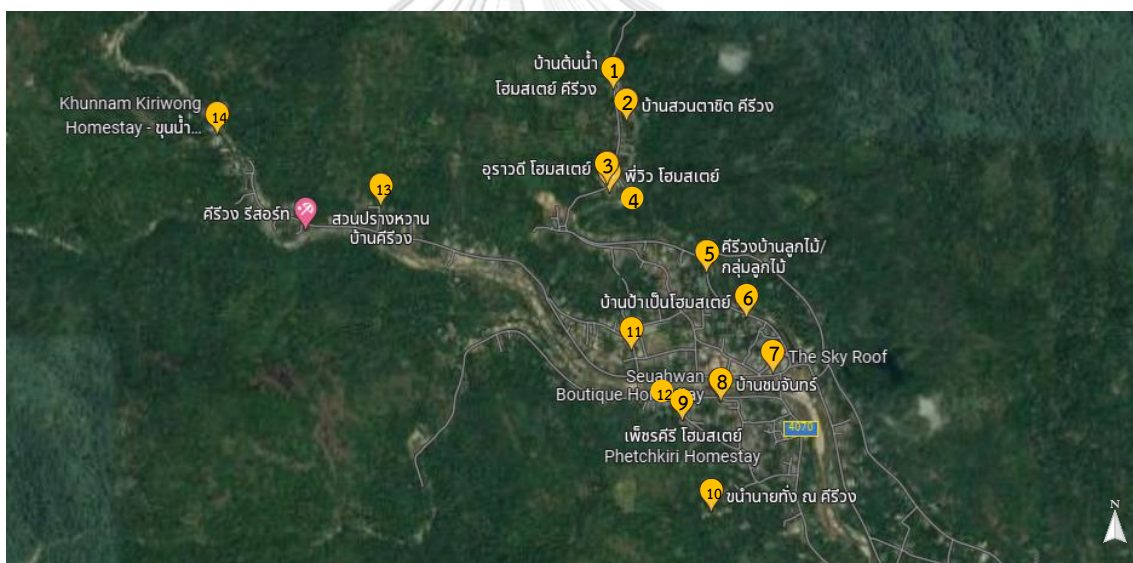 1
บ้านต้นน้ำ
โฮมสเตย์ คีรีวง
2
บ้านสวนตาชิต คีรีวง
Khunnam Kiriwong
Homestay - ขุนน้ำ...
14
อุราวดี โฮมสเตย์
3
พี่วิว โฮมสเตย์
4
13
คีรีวง รีสอร์ท
สวนปรางหวาน
บ้านคีรีวง
5
คีรีวงบ้านลูกไม้/
กลุ่มลูกไม้
บ้านป้าเป็นโฮมสเตย์
6
11
7
The Sky Roof
Seuahwan
Boutique Ho
12
8
บ้านชมจันทร์
9
เพ็ชรคีรี โฮมสเตย์
Phetchkiri Homestay
4070
10
ขนำนายทั่ง ณ คีรีวง
N